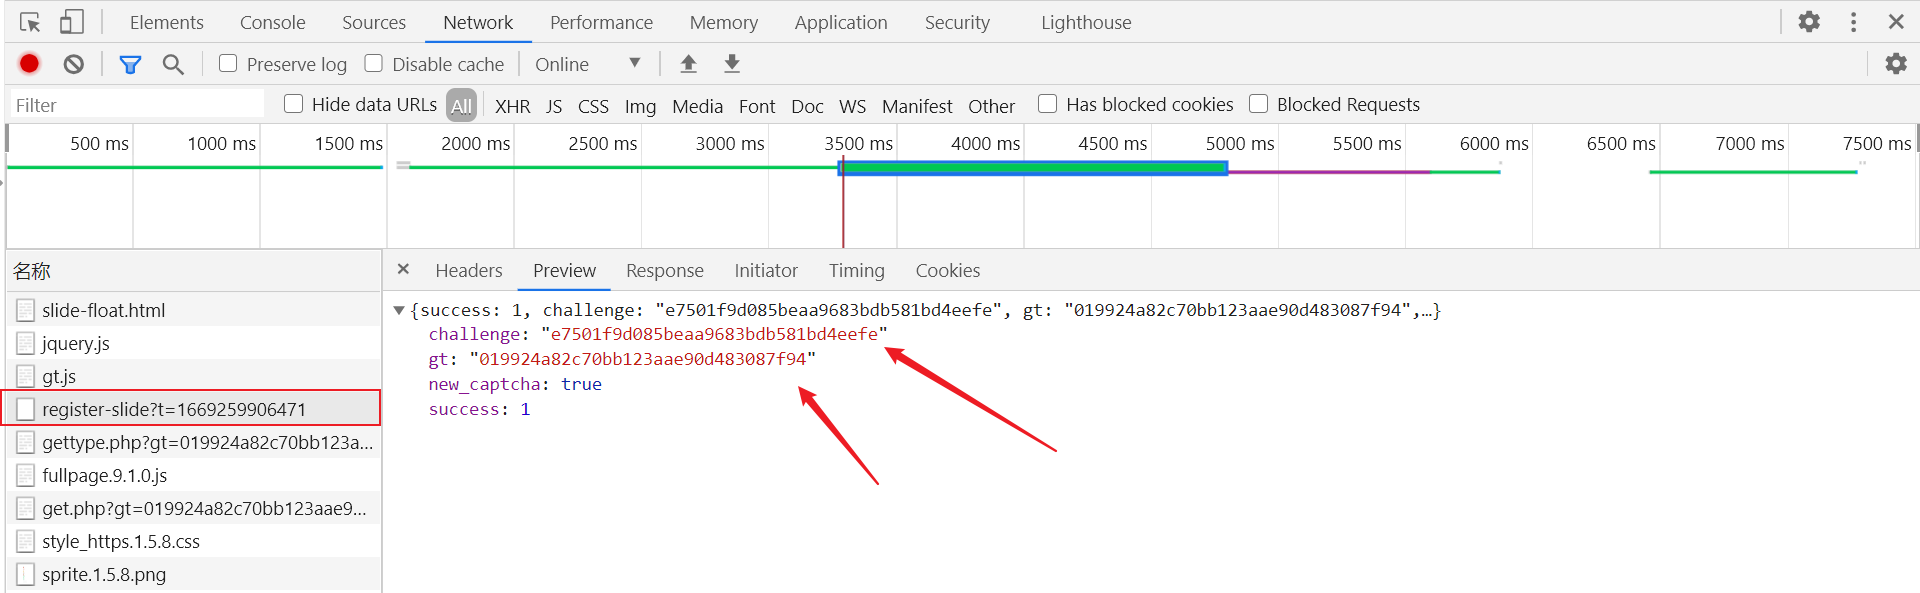 Elements Console Sources Network Performance Memory Application Security Lighthouse
Preserve log Disable cache Online
Filter Hide data URLs All XHR JS CSS Img Media Font Doc WS Manifest Other Has blocked cookies Blocked Requests
500 ms 1000 ms 1500 ms 2000 ms 2500 ms 3000 ms 3500 ms 4000 ms 4500 ms 5000 ms 5500 ms 6000 ms 6500 ms 7000 ms 7500 ms
名称
slide-float.html
jquery.js
gt.js
register-slide?t=1669259906471
gettype.php?gt=019924a82c70bb123a...
fullpage.9.1.0.js
get.php?gt=019924a82c70bb123aae9...
style_https.1.5.8.css
sprite.1.5.8.png
× Headers Preview Response Initiator Timing Cookies
{success: 1, challenge: "e7501f9d085beaa9683bdb581bd4eefe", gt: "019924a82c70bb123aae90d483087f94",…}
challenge: "e7501f9d085beaa9683bdb581bd4eefe"
gt: "019924a82c70bb123aae90d483087f94"
new_captcha: true
success: 1